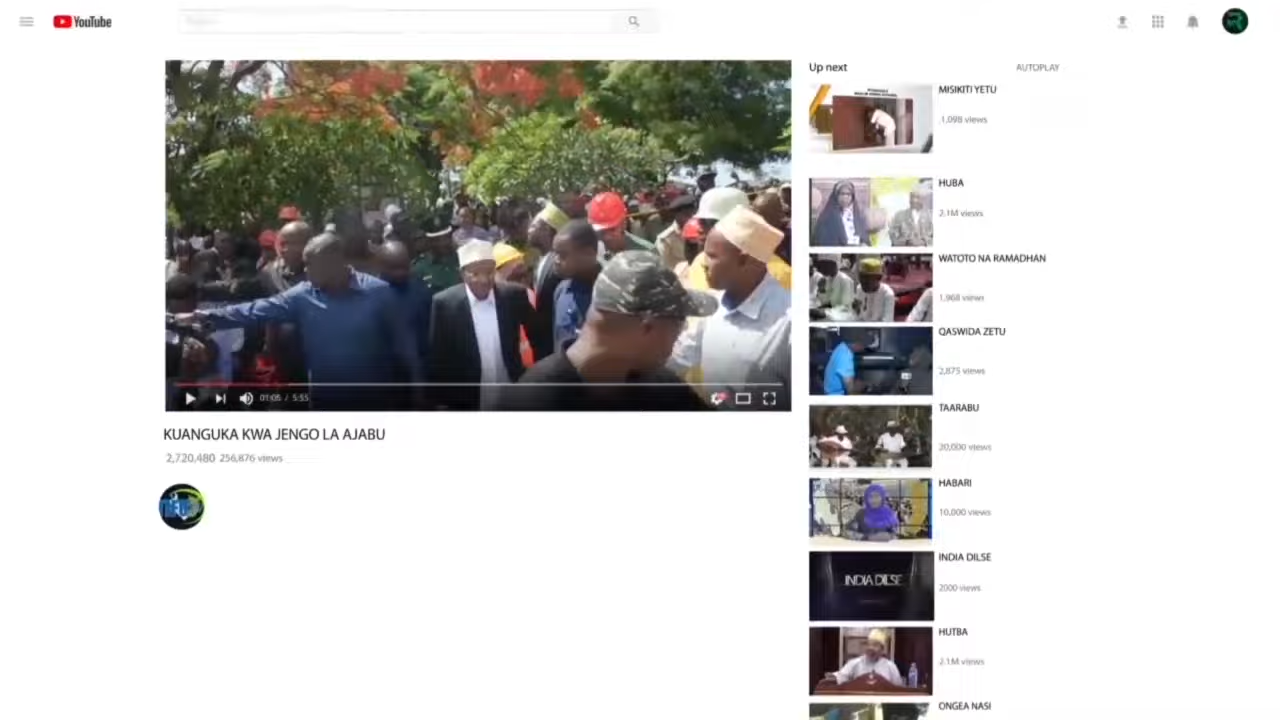 YouTube
Up next
AUTOPLAY
MISIKITI YETU
1,098 views
HUBA
2.1M views
WATOTO NA RAMADHAN
1,968 views
QASWIDA ZETU
2,875 views
TAARABU
20,000 views
HABARI
10,000 views
INDIA DILSE
INDIA DILSE
2000 views
HUTBA
2.1M views
ONGEA NASI
01:06 / 5:55
KUANGUKA KWA JENGO LA AJABU
2,720,480 256,876 views